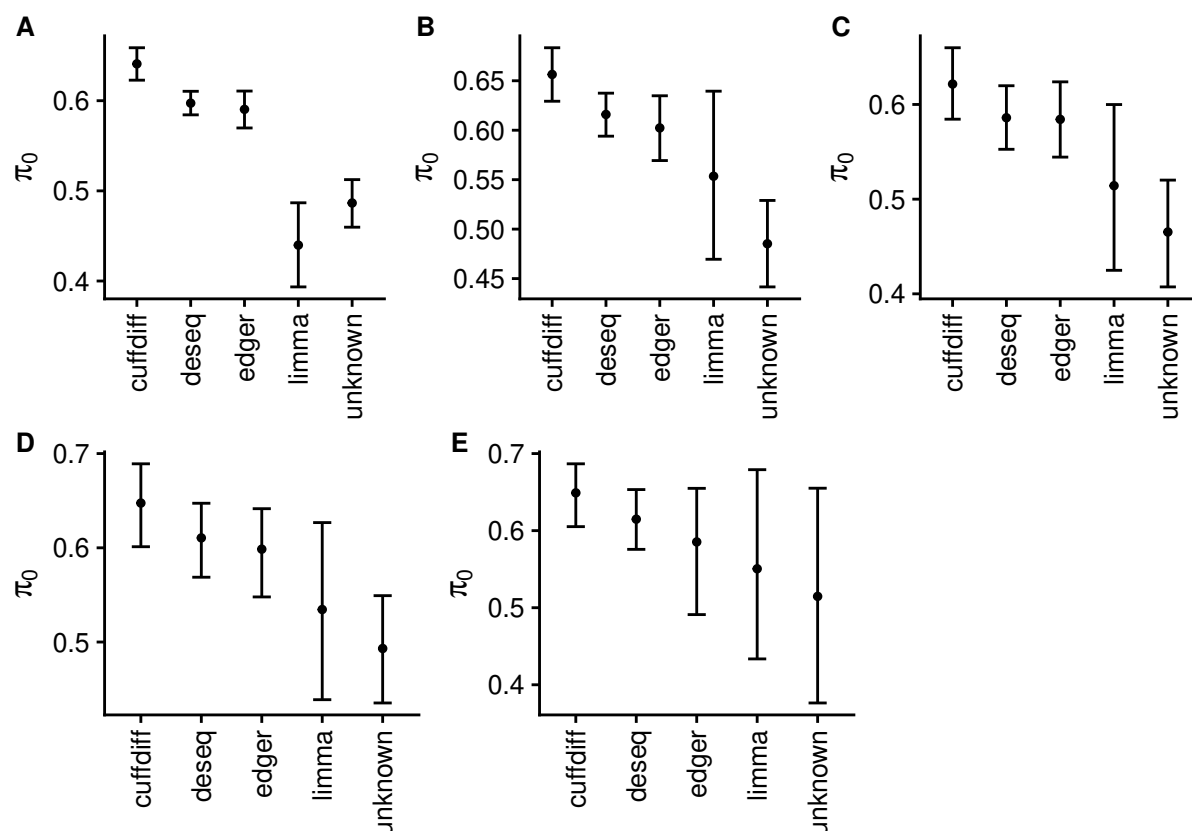 A
π0
0.6
0.5
0.4
cuffdiff
deseq
edger
limma
unknown
B
π0
0.65
0.60
0.55
0.50
0.45
cuffdiff
deseq
edger
limma
unknown
C
π0
0.6
0.5
0.4
cuffdiff
deseq
edger
limma
unknown
D
π0
0.7
0.6
0.5
cuffdiff
deseq
edger
limma
unknown
E
π0
0.7
0.6
0.5
0.4
cuffdiff
deseq
edger
limma
unknown